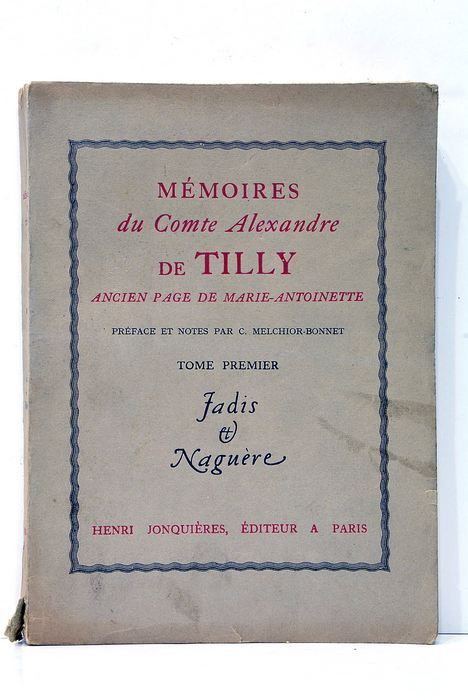 MÉMOIRES
du Comte Alexandre
DE TILLY
ANCIEN PAGE DE MARIE-ANTOINETTE
PRÉFACE ET NOTES PAR C. MELCHIOR-BONNET
TOME PREMIER
Jadis
&
Naguère
HENRI JONQUIÈRES, ÉDITEUR A PARIS